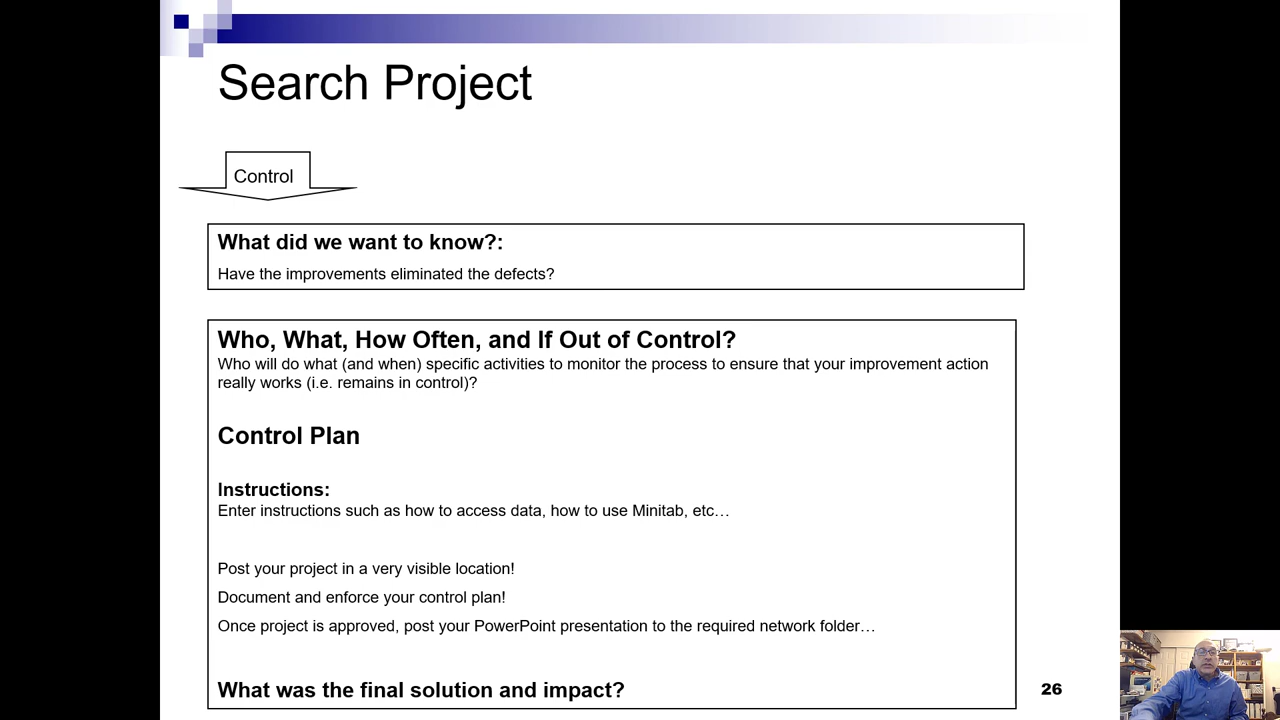 Search Project
Control
What did we want to know?:
Have the improvements eliminated the defects?
Who, What, How Often, and If Out of Control?
Who will do what (and when) specific activities to monitor the process to ensure that your improvement action
really works (i.e. remains in control)?
Control Plan
Instructions:
Enter instructions such as how to access data, how to use Minitab, etc…
Post your project in a very visible location!
Document and enforce your control plan!
Once project is approved, post your PowerPoint presentation to the required network folder…
What was the final solution and impact?
26